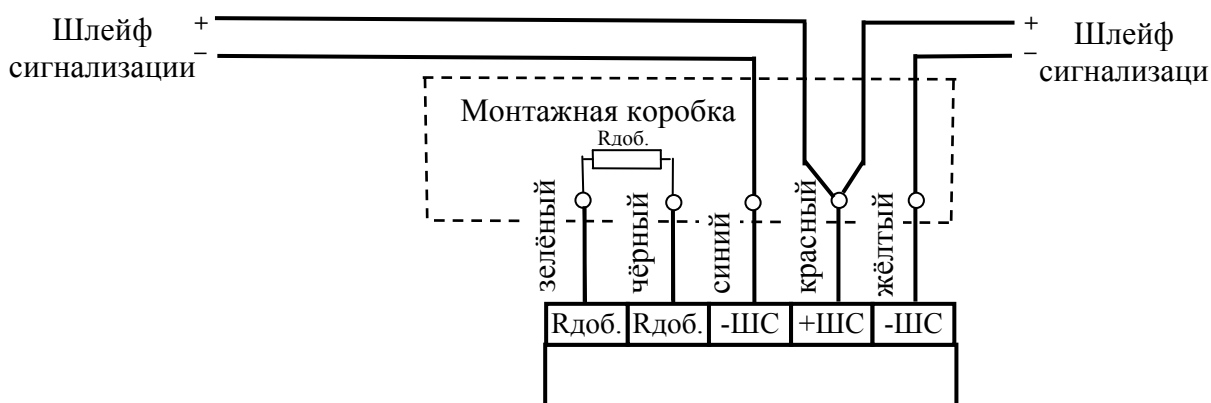 Шлейф
сигнализации
+
–
+
–
Шлейф
сигнализаци
Монтажная коробка
Rдоб.
зелёный
чёрный
синий
красный
жёлтый
Rдоб.
Rдоб.
-ШС
+ШС
-ШС